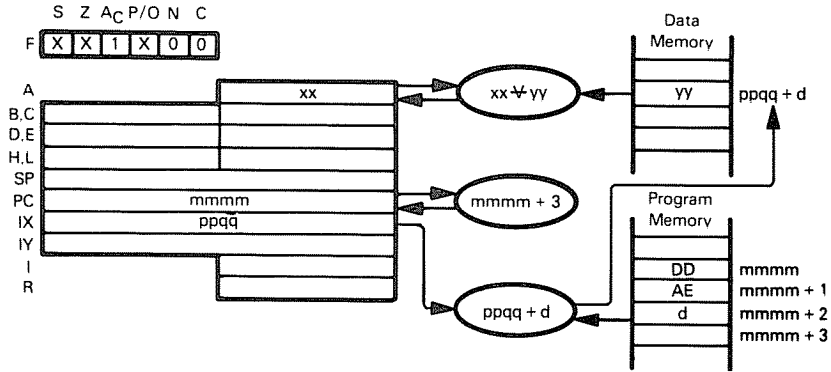 S Z AC P/O N C
F X X 1 X 0 0
Data
Memory
A xx
xx ⊻ yy
yy ppqq + d
B.C
D.E
H.L
SP
PC mmmm
mmmm + 3
IX ppqq
IY
I
R
Program
Memory
ppqq + d
DD mmmm
AE mmmm + 1
d mmmm + 2
mmmm + 3